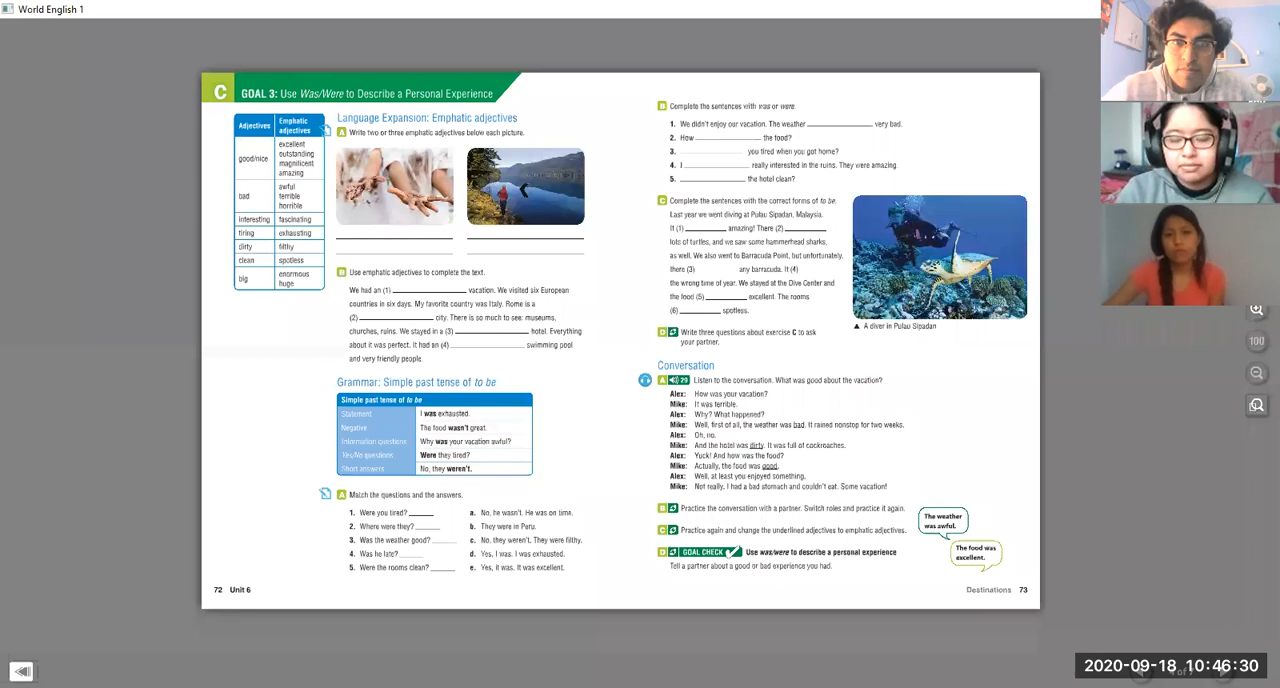 World English 1
C GOAL 3: Use Was/Were to Describe a Personal Experience
Adjectives Emphatic adjectives
good/nice excellent
outstanding
magnificent
amazing
bad awful
terrible
horrible
interesting fascinating
tiring exhausting
dirty filthy
clean spotless
big enormous
huge
Language Expansion: Emphatic adjectives
A Write two or three emphatic adjectives below each picture.
B Use emphatic adjectives to complete the text.
We had an (1) ____ vacation. We visited six European
countries in six days. My favorite country was Italy. Rome is a
(2) ____ city. There is so much to see: museums,
churches, ruins. We stayed in a (3) ____ hotel. Everything
about it was perfect. It had an (4) ____ swimming pool
and very friendly people.
Grammar: Simple past tense of to be
Simple past tense of to be
Statement I was exhausted.
Negative The food wasn't great.
Information questions Why was your vacation awful?
Yes/No questions Were they tired?
Short answers No, they weren't.
A Match the questions and the answers.
1. Were you tired? ____ a. No, he wasn't. He was on time.
2. Where were they? ____ b. They were in Peru.
3. Was the weather good? ____ c. No, they weren't. They were filthy.
4. Was he late? ____ d. Yes, I was. I was exhausted.
5. Were the rooms clean? ____ e. Yes, it was. It was excellent.
72 Unit 6
B Complete the sentences with was or were.
1. We didn't enjoy our vacation. The weather ____ very bad.
2. How ____ the food?
3. ____ you tired when you got home?
4. I ____ really interested in the ruins. They were amazing.
5. ____ the hotel clean?
C Complete the sentences with the correct forms of to be.
Last year we went diving at Pulau Sipadan, Malaysia.
It (1) ____ amazing! There (2) ____
lots of turtles, and we saw some hammerhead sharks,
as well. We also went to Barracuda Point, but unfortunately,
there (3) ____ any barracuda. It (4) ____
the wrong time of year. We stayed at the Dive Center and
the food (5) ____ excellent. The rooms
(6) ____ spotless.
▲ A diver in Pulau Sipadan
D Write three questions about exercise C to ask
your partner.
Conversation
A 29 Listen to the conversation. What was good about the vacation?
Alex: How was your vacation?
Mike: It was terrible.
Alex: Why? What happened?
Mike: Well, first of all, the weather was bad. It rained nonstop for two weeks.
Alex: Oh, no.
Mike: And the hotel was dirty. It was full of cockroaches.
Alex: Yuck! And how was the food?
Mike: Actually, the food was good.
Alex: Well, at least you enjoyed something.
Mike: Not really. I had a bad stomach and couldn't eat. Some vacation!
B Practice the conversation with a partner. Switch roles and practice it again.
C Practice again and change the underlined adjectives to emphatic adjectives.
D GOAL CHECK Use was/were to describe a personal experience
Tell a partner about a good or bad experience you had.
The weather
was awful.
The food was
excellent.
Destinations 73
100
2020-09-18 10:46:30